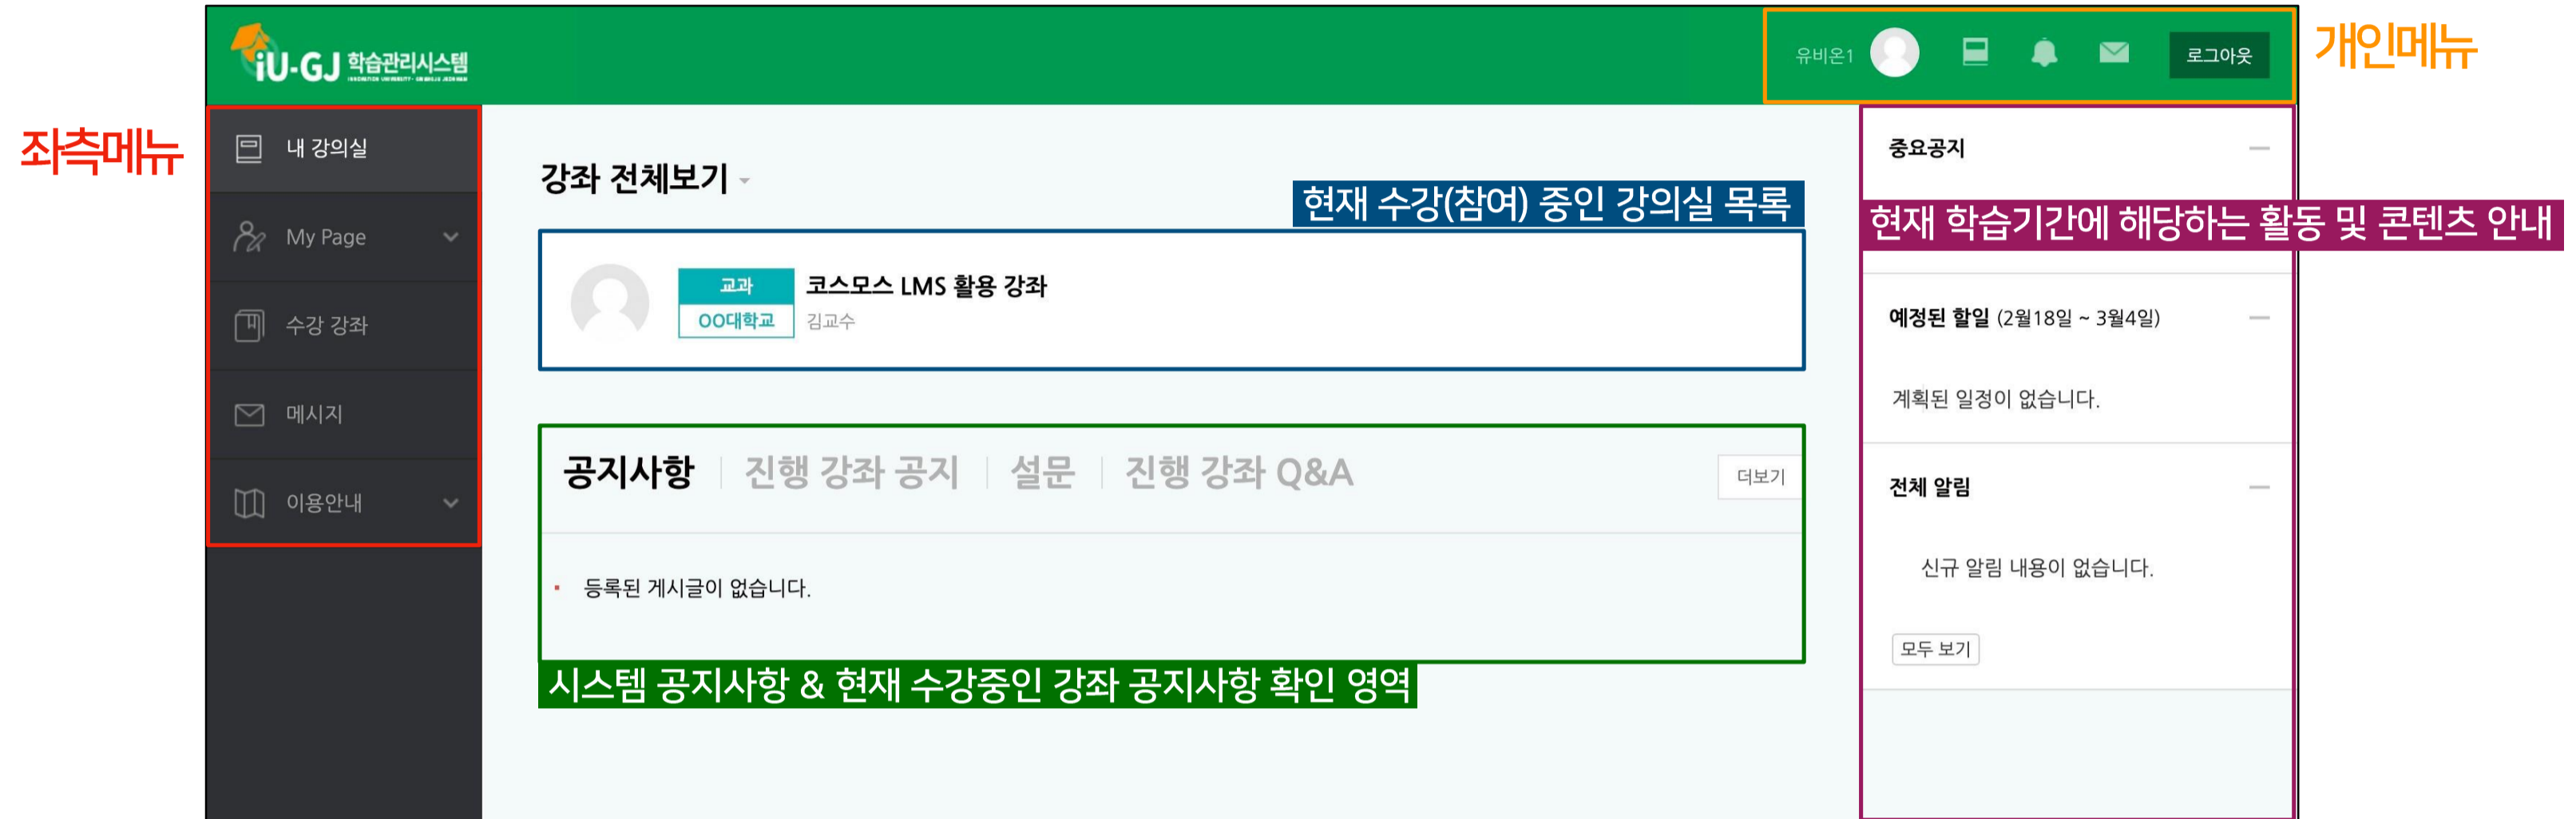 iU-GJ 학습관리시스템
유비온1
로그아웃
개인메뉴
좌측메뉴
내 강의실
My Page
수강 강좌
메시지
이용안내
강좌 전체보기
현재 수강(참여) 중인 강의실 목록
교과
OO대학교
코스모스 LMS 활용 강좌
김교수
공지사항 진행 강좌 공지 설문 진행 강좌 Q&A
더보기
등록된 게시글이 없습니다.
시스템 공지사항 & 현재 수강중인 강좌 공지사항 확인 영역
중요공지
현재 학습기간에 해당하는 활동 및 콘텐츠 안내
예정된 할일 (2월18일 ~ 3월4일)
계획된 일정이 없습니다.
전체 알림
신규 알림 내용이 없습니다.
모두 보기